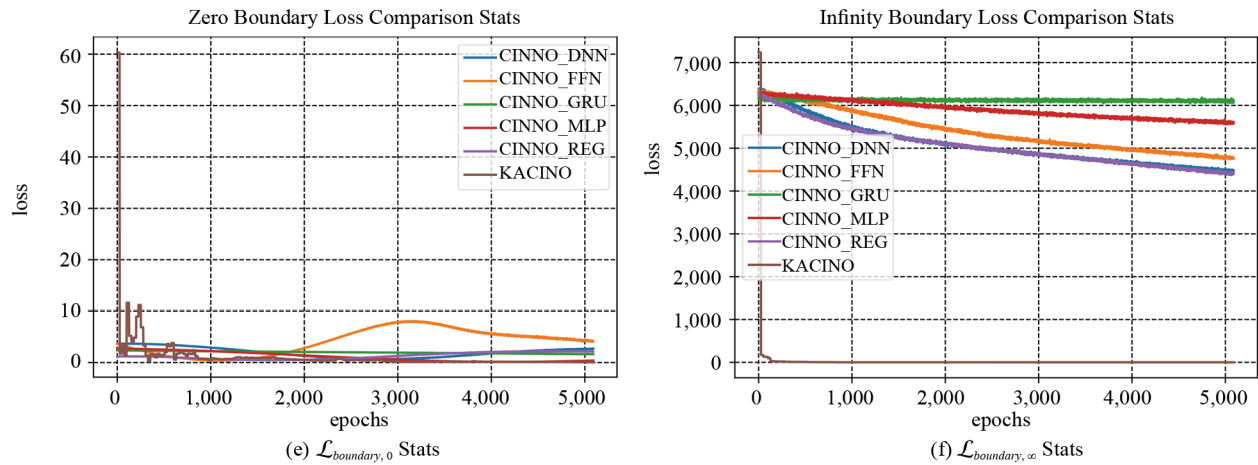 Zero Boundary Loss Comparison Stats
60
50
40
30
20
10
0
loss
CINNO_DNN
CINNO_FFN
CINNO_GRU
CINNO_MLP
CINNO_REG
KACINO
0 1,000 2,000 3,000 4,000 5,000
epochs
(e) ℒboundary, 0 Stats
Infinity Boundary Loss Comparison Stats
7,000
6,000
5,000
4,000
3,000
2,000
1,000
0
loss
CINNO_DNN
CINNO_FFN
CINNO_GRU
CINNO_MLP
CINNO_REG
KACINO
0 1,000 2,000 3,000 4,000 5,000
epochs
(f) ℒboundary, ∞ Stats